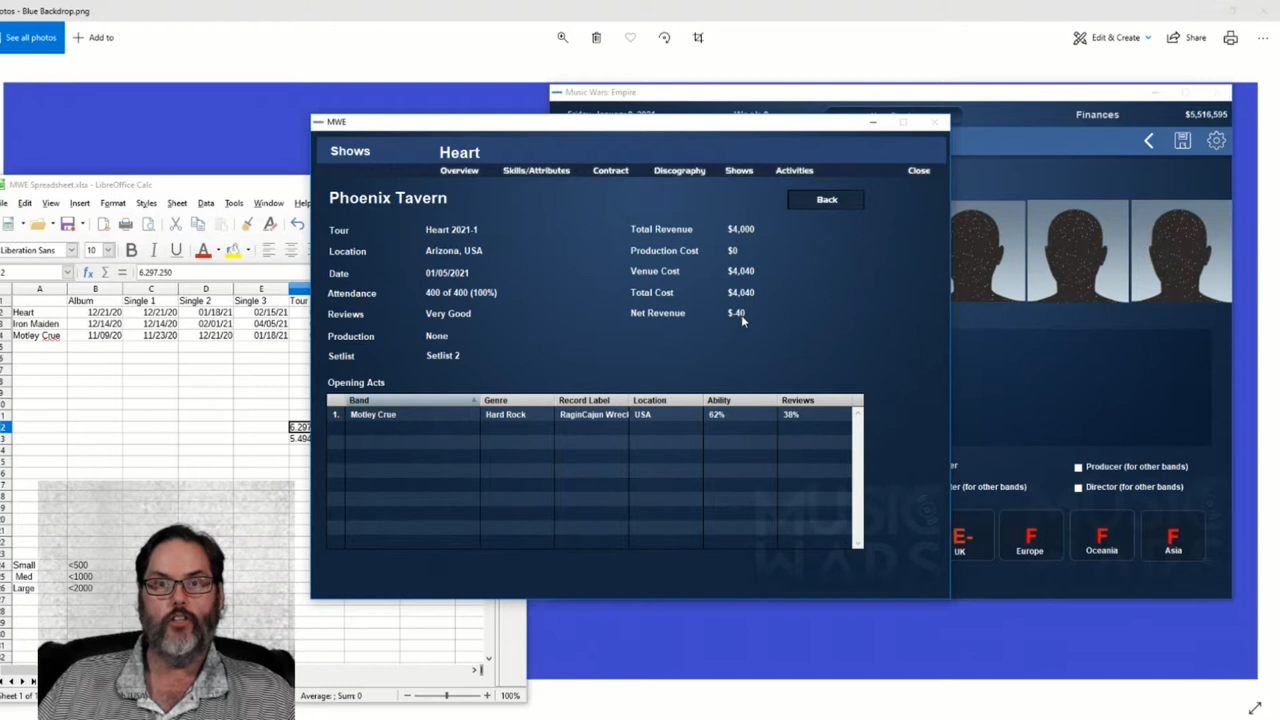 otos - Blue Backdrop.png
See all photos
Add to
Edit & Create
Share
Music Wars: Empire
Finances
$5,516,595
MWE
Shows
Heart
Overview
Skills/Attributes
Contract
Discography
Shows
Activities
Close
Phoenix Tavern
Back
Tour Heart 2021-1
Location Arizona, USA
Date 01/05/2021
Attendance 400 of 400 (100%)
Reviews Very Good
Production None
Setlist Setlist 2
Total Revenue $4,000
Production Cost $0
Venue Cost $4,040
Total Cost $4,040
Net Revenue $-40
Opening Acts
Band Genre Record Label Location Ability Reviews
1. Motley Crue Hard Rock RaginCajun Wrecl USA 62% 38%
MWE Spreadsheet.xlsx - LibreOffice Calc
File Edit View Insert Format Styles Sheet Data Tools Window
Liberation Sans 10
6.297.250
A B C D E
Album Single 1 Single 2 Single 3 Tour
2 Heart 12/21/20 12/21/20 01/18/21 02/15/21
3 Iron Maiden 12/14/20 12/14/20 02/01/21 04/05/21
4 Motley Crue 11/09/20 11/23/20 12/21/20 01/18/21
Small <500
Med <1000
Large <2000
Average: ; Sum: 0
100%
Producer (for other bands)
Director (for other bands)
E-
UK
F
Europe
F
Oceania
F
Asia
MUSIC
WARS